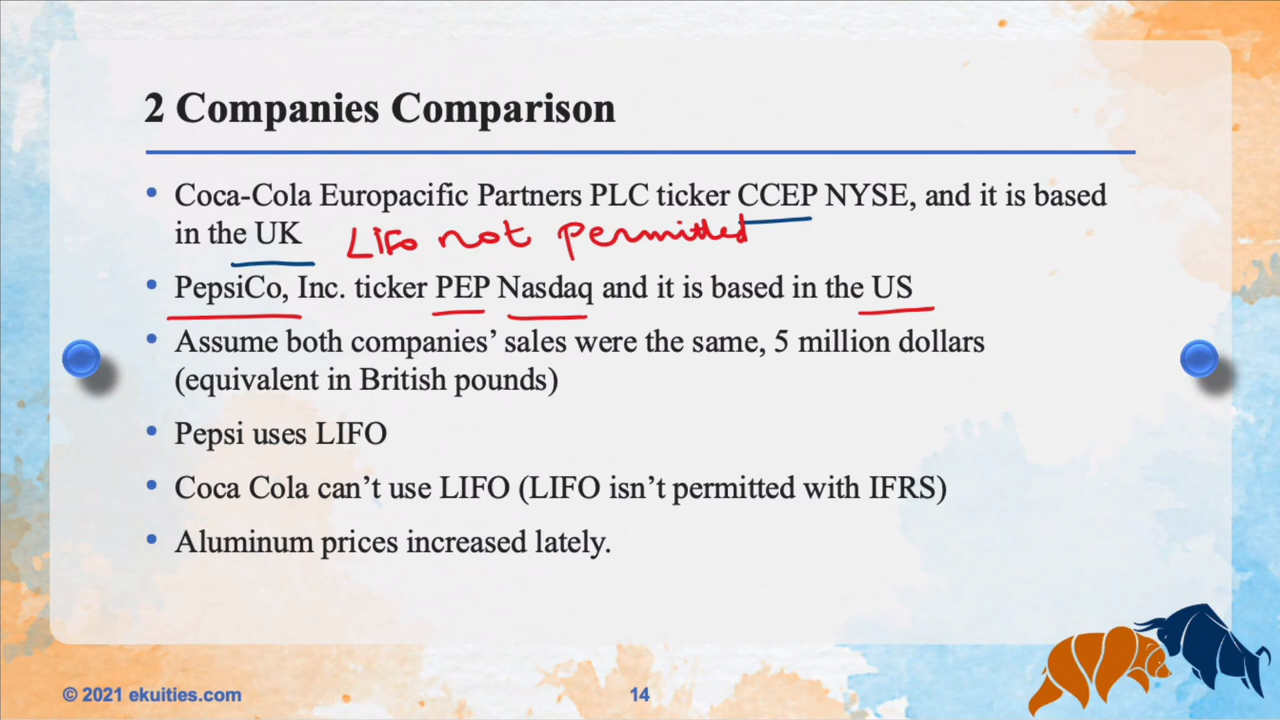 2 Companies Comparison
• Coca-Cola Europacific Partners PLC ticker CCEP NYSE, and it is based
in the UK LIFO not permitted
• PepsiCo, Inc. ticker PEP Nasdaq and it is based in the US
• Assume both companies’ sales were the same, 5 million dollars
(equivalent in British pounds)
• Pepsi uses LIFO
• Coca Cola can’t use LIFO (LIFO isn’t permitted with IFRS)
• Aluminum prices increased lately.
© 2021 ekuities.com 14